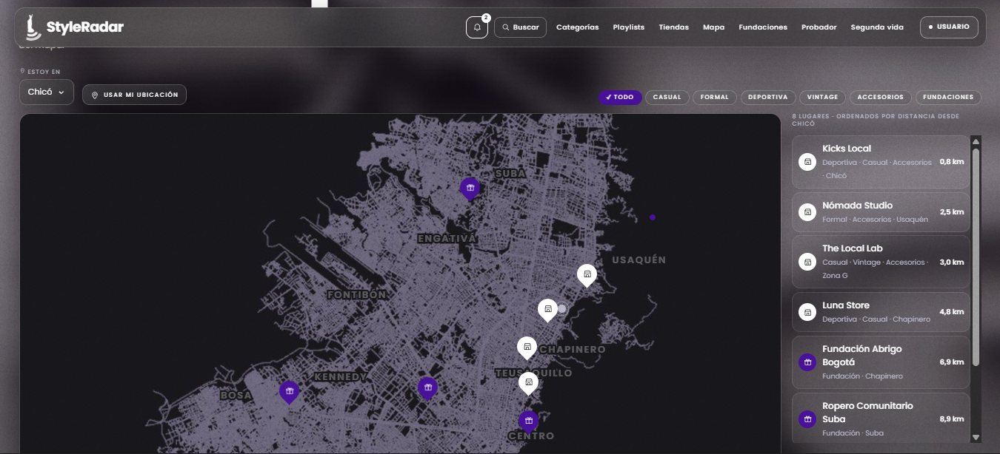 StyleRadar
2
Buscar
Categorías
Playlists
Tiendas
Mapa
Fundaciones
Probador
Segunda vida
USUARIO
ESTOY EN
Chicó
USAR MI UBICACIÓN
✓ TODO
CASUAL
FORMAL
DEPORTIVA
VINTAGE
ACCESORIOS
FUNDACIONES
SUBA
ENGATIVÁ
USAQUÉN
FONTIBÓN
CHAPINERO
TEUSAQUILLO
KENNEDY
BOSA
CENTRO
8 LUGARES · ORDENADOS POR DISTANCIA DESDE
CHICÓ
Kicks Local
Deportiva · Casual · Accesorios
· Chicó
0,8 km
Nómada Studio
Formal · Accesorios · Usaquén
2,5 km
The Local Lab
Casual · Vintage · Accesorios ·
Zona G
3,0 km
Luna Store
Deportiva · Casual · Chapinero
4,8 km
Fundación Abrigo
Bogotá
Fundación · Chapinero
6,9 km
Ropero Comunitario
Suba
Fundación · Suba
8,9 km